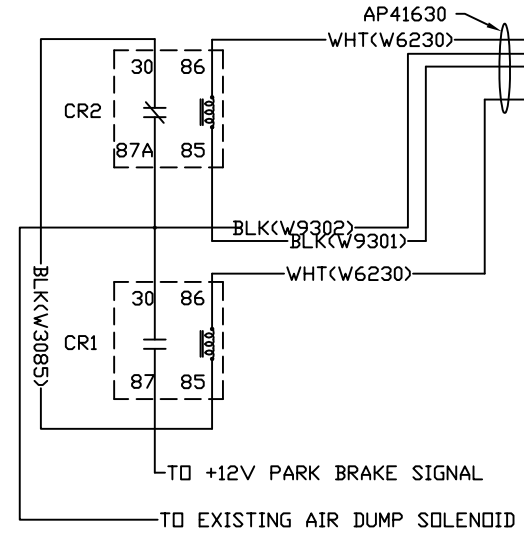 AP41630
WHT(W6230)
30 86
CR2
87A 85
BLK(W9302)
BLK(W9301)
WHT(W6230)
BLK(W3085)
30 86
CR1
87 85
TO +12V PARK BRAKE SIGNAL
TO EXISTING AIR DUMP SOLENOID